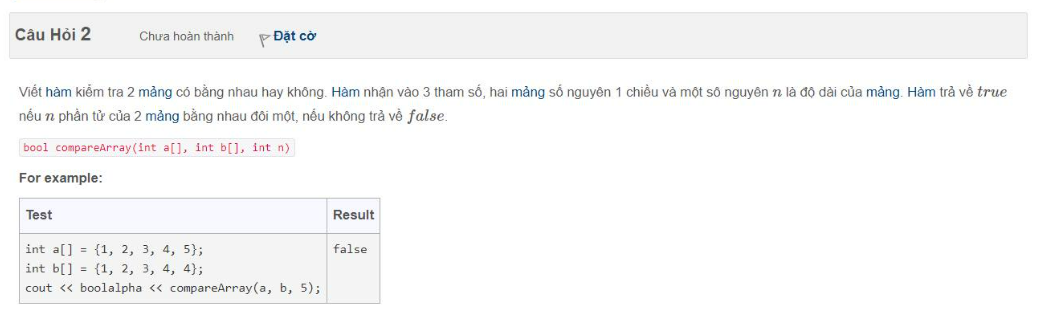 Câu Hỏi 2 Chưa hoàn thành Đặt cờ
Viết hàm kiểm tra 2 mảng có bằng nhau hay không. Hàm nhận vào 3 tham số, hai mảng số nguyên 1 chiều và một số nguyên n là độ dài của mảng. Hàm trả về true
nếu n phần tử của 2 mảng bằng nhau đôi một, nếu không trả về false.
bool compareArray(int a[], int b[], int n)
For example:
Test Result
int a[] = {1, 2, 3, 4, 5}; false
int b[] = {1, 2, 3, 4, 4};
cout << boolalpha << compareArray(a, b, 5);